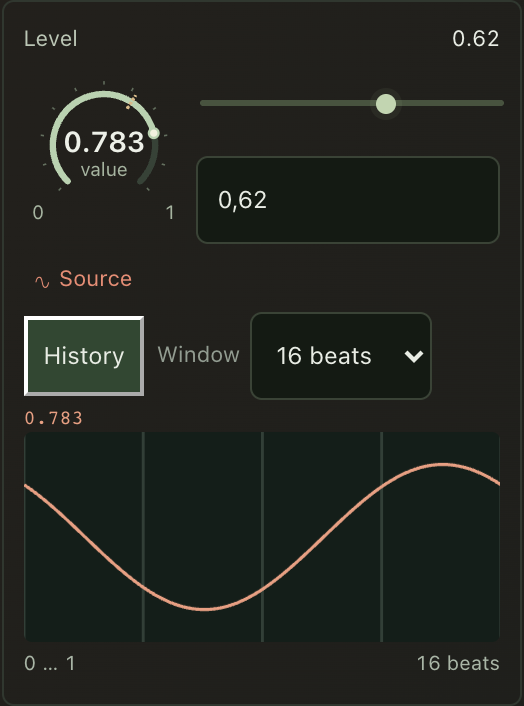 Level 0.62
0.783
value
0 1
0,62
∿ Source
History Window 16 beats
0.783
0 ... 1 16 beats